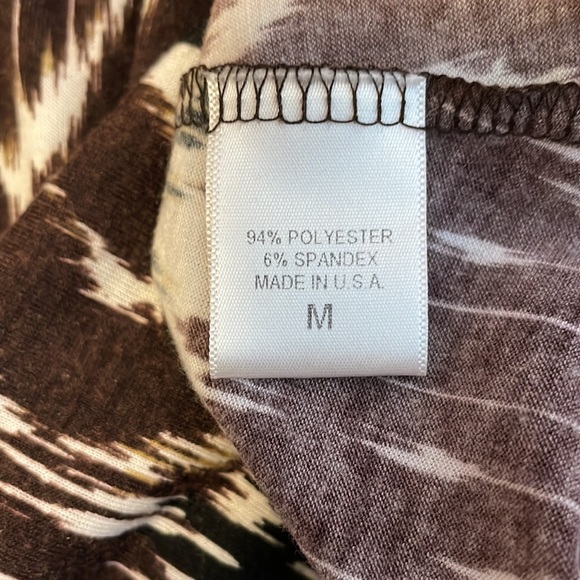 94% POLYESTER
6% SPANDEX
MADE IN U.S.A.
M